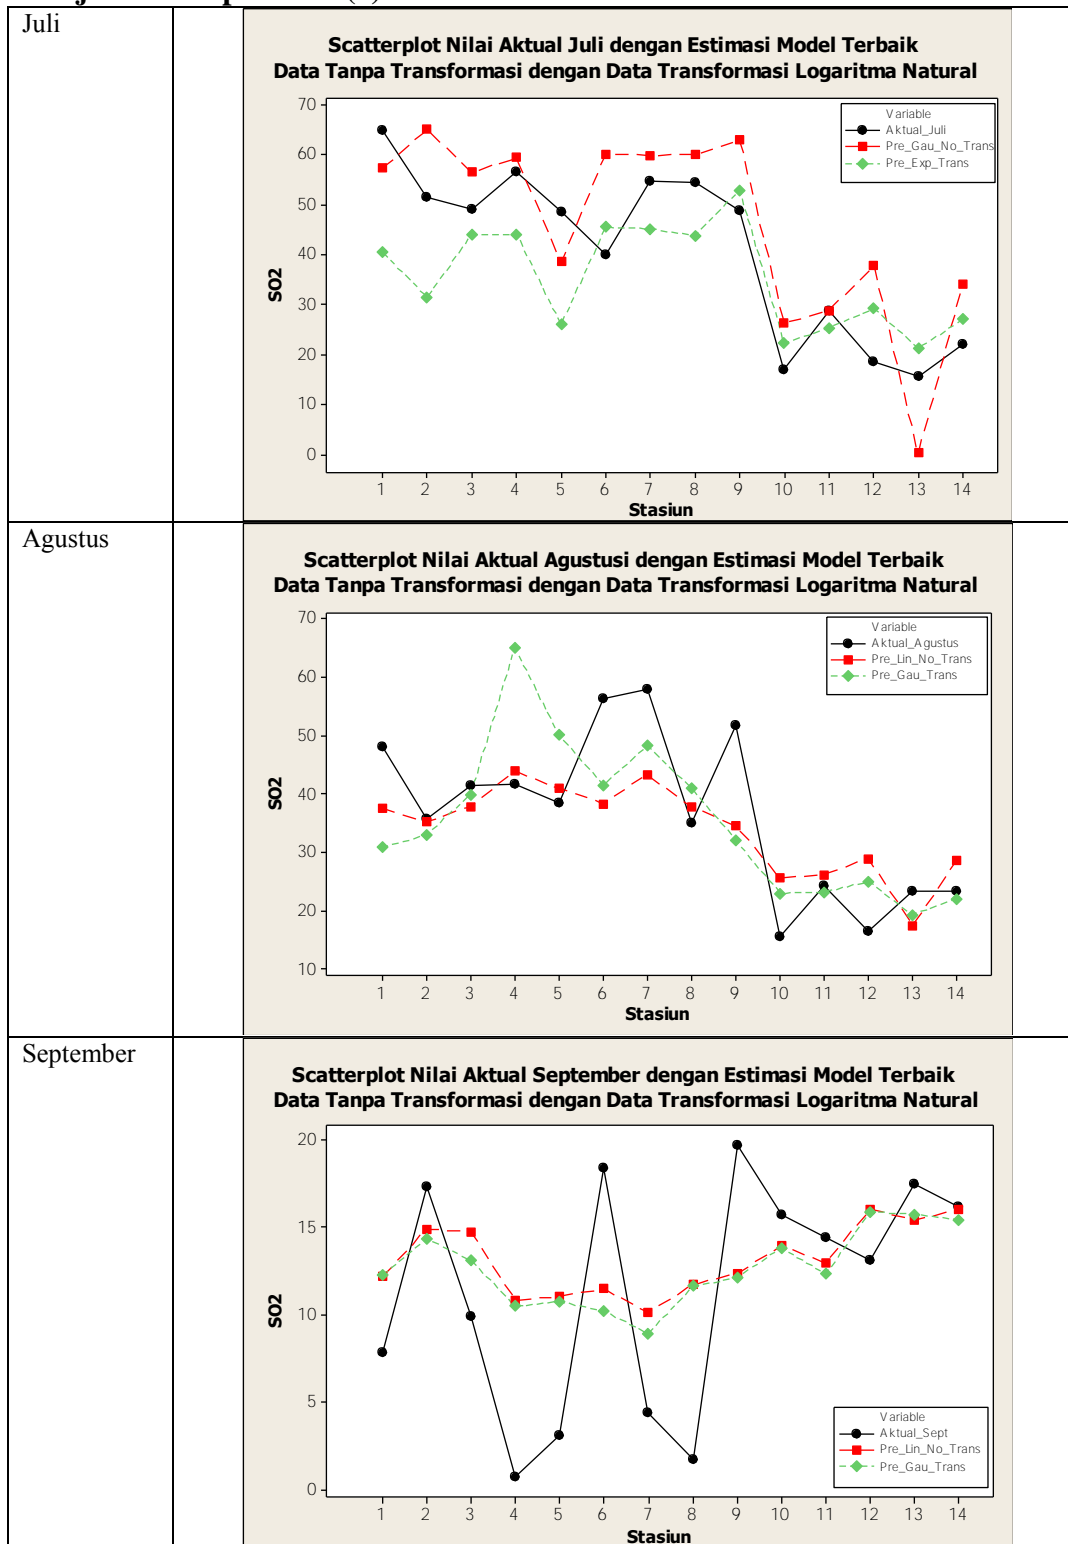 Juli
Scatterplot Nilai Aktual Juli dengan Estimasi Model Terbaik
Data Tanpa Transformasi dengan Data Transformasi Logaritma Natural
Variable
Aktual_Juli
Pre_Gau_No_Trans
Pre_Exp_Trans
70
60
50
40
30
20
10
0
SO2
1 2 3 4 5 6 7 8 9 10 11 12 13 14
Stasiun
Agustus
Scatterplot Nilai Aktual Agustusi dengan Estimasi Model Terbaik
Data Tanpa Transformasi dengan Data Transformasi Logaritma Natural
Variable
Aktual_Agustus
Pre_Lin_No_Trans
Pre_Gau_Trans
70
60
50
40
30
20
10
SO2
1 2 3 4 5 6 7 8 9 10 11 12 13 14
Stasiun
September
Scatterplot Nilai Aktual September dengan Estimasi Model Terbaik
Data Tanpa Transformasi dengan Data Transformasi Logaritma Natural
20
15
10
5
0
SO2
Variable
Aktual_Sept
Pre_Lin_No_Trans
Pre_Gau_Trans
1 2 3 4 5 6 7 8 9 10 11 12 13 14
Stasiun